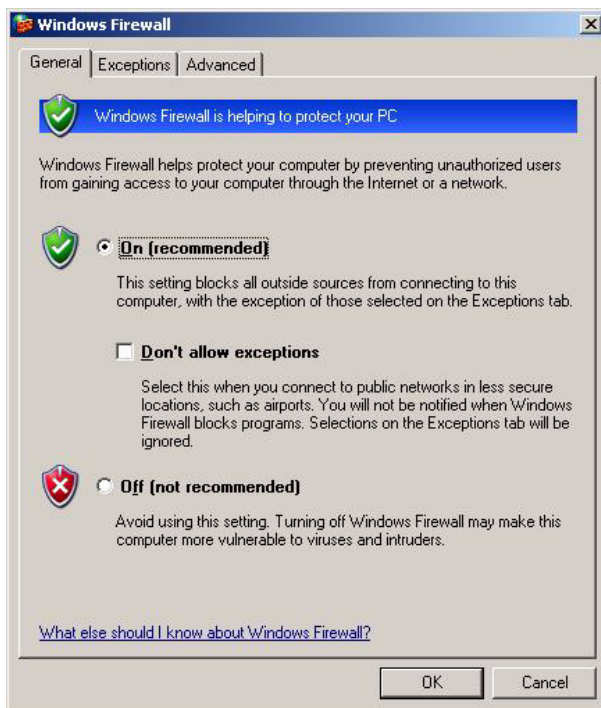 Windows Firewall
General Exceptions Advanced
Windows Firewall is helping to protect your PC
Windows Firewall helps protect your computer by preventing unauthorized users
from gaining access to your computer through the Internet or a network.
On (recommended)
This setting blocks all outside sources from connecting to this
computer, with the exception of those selected on the Exceptions tab.
Don't allow exceptions
Select this when you connect to public networks in less secure
locations, such as airports. You will not be notified when Windows
Firewall blocks programs. Selections on the Exceptions tab will be
ignored.
Off (not recommended)
Avoid using this setting. Turning off Windows Firewall may make this
computer more vulnerable to viruses and intruders.
What else should I know about Windows Firewall?
OK Cancel